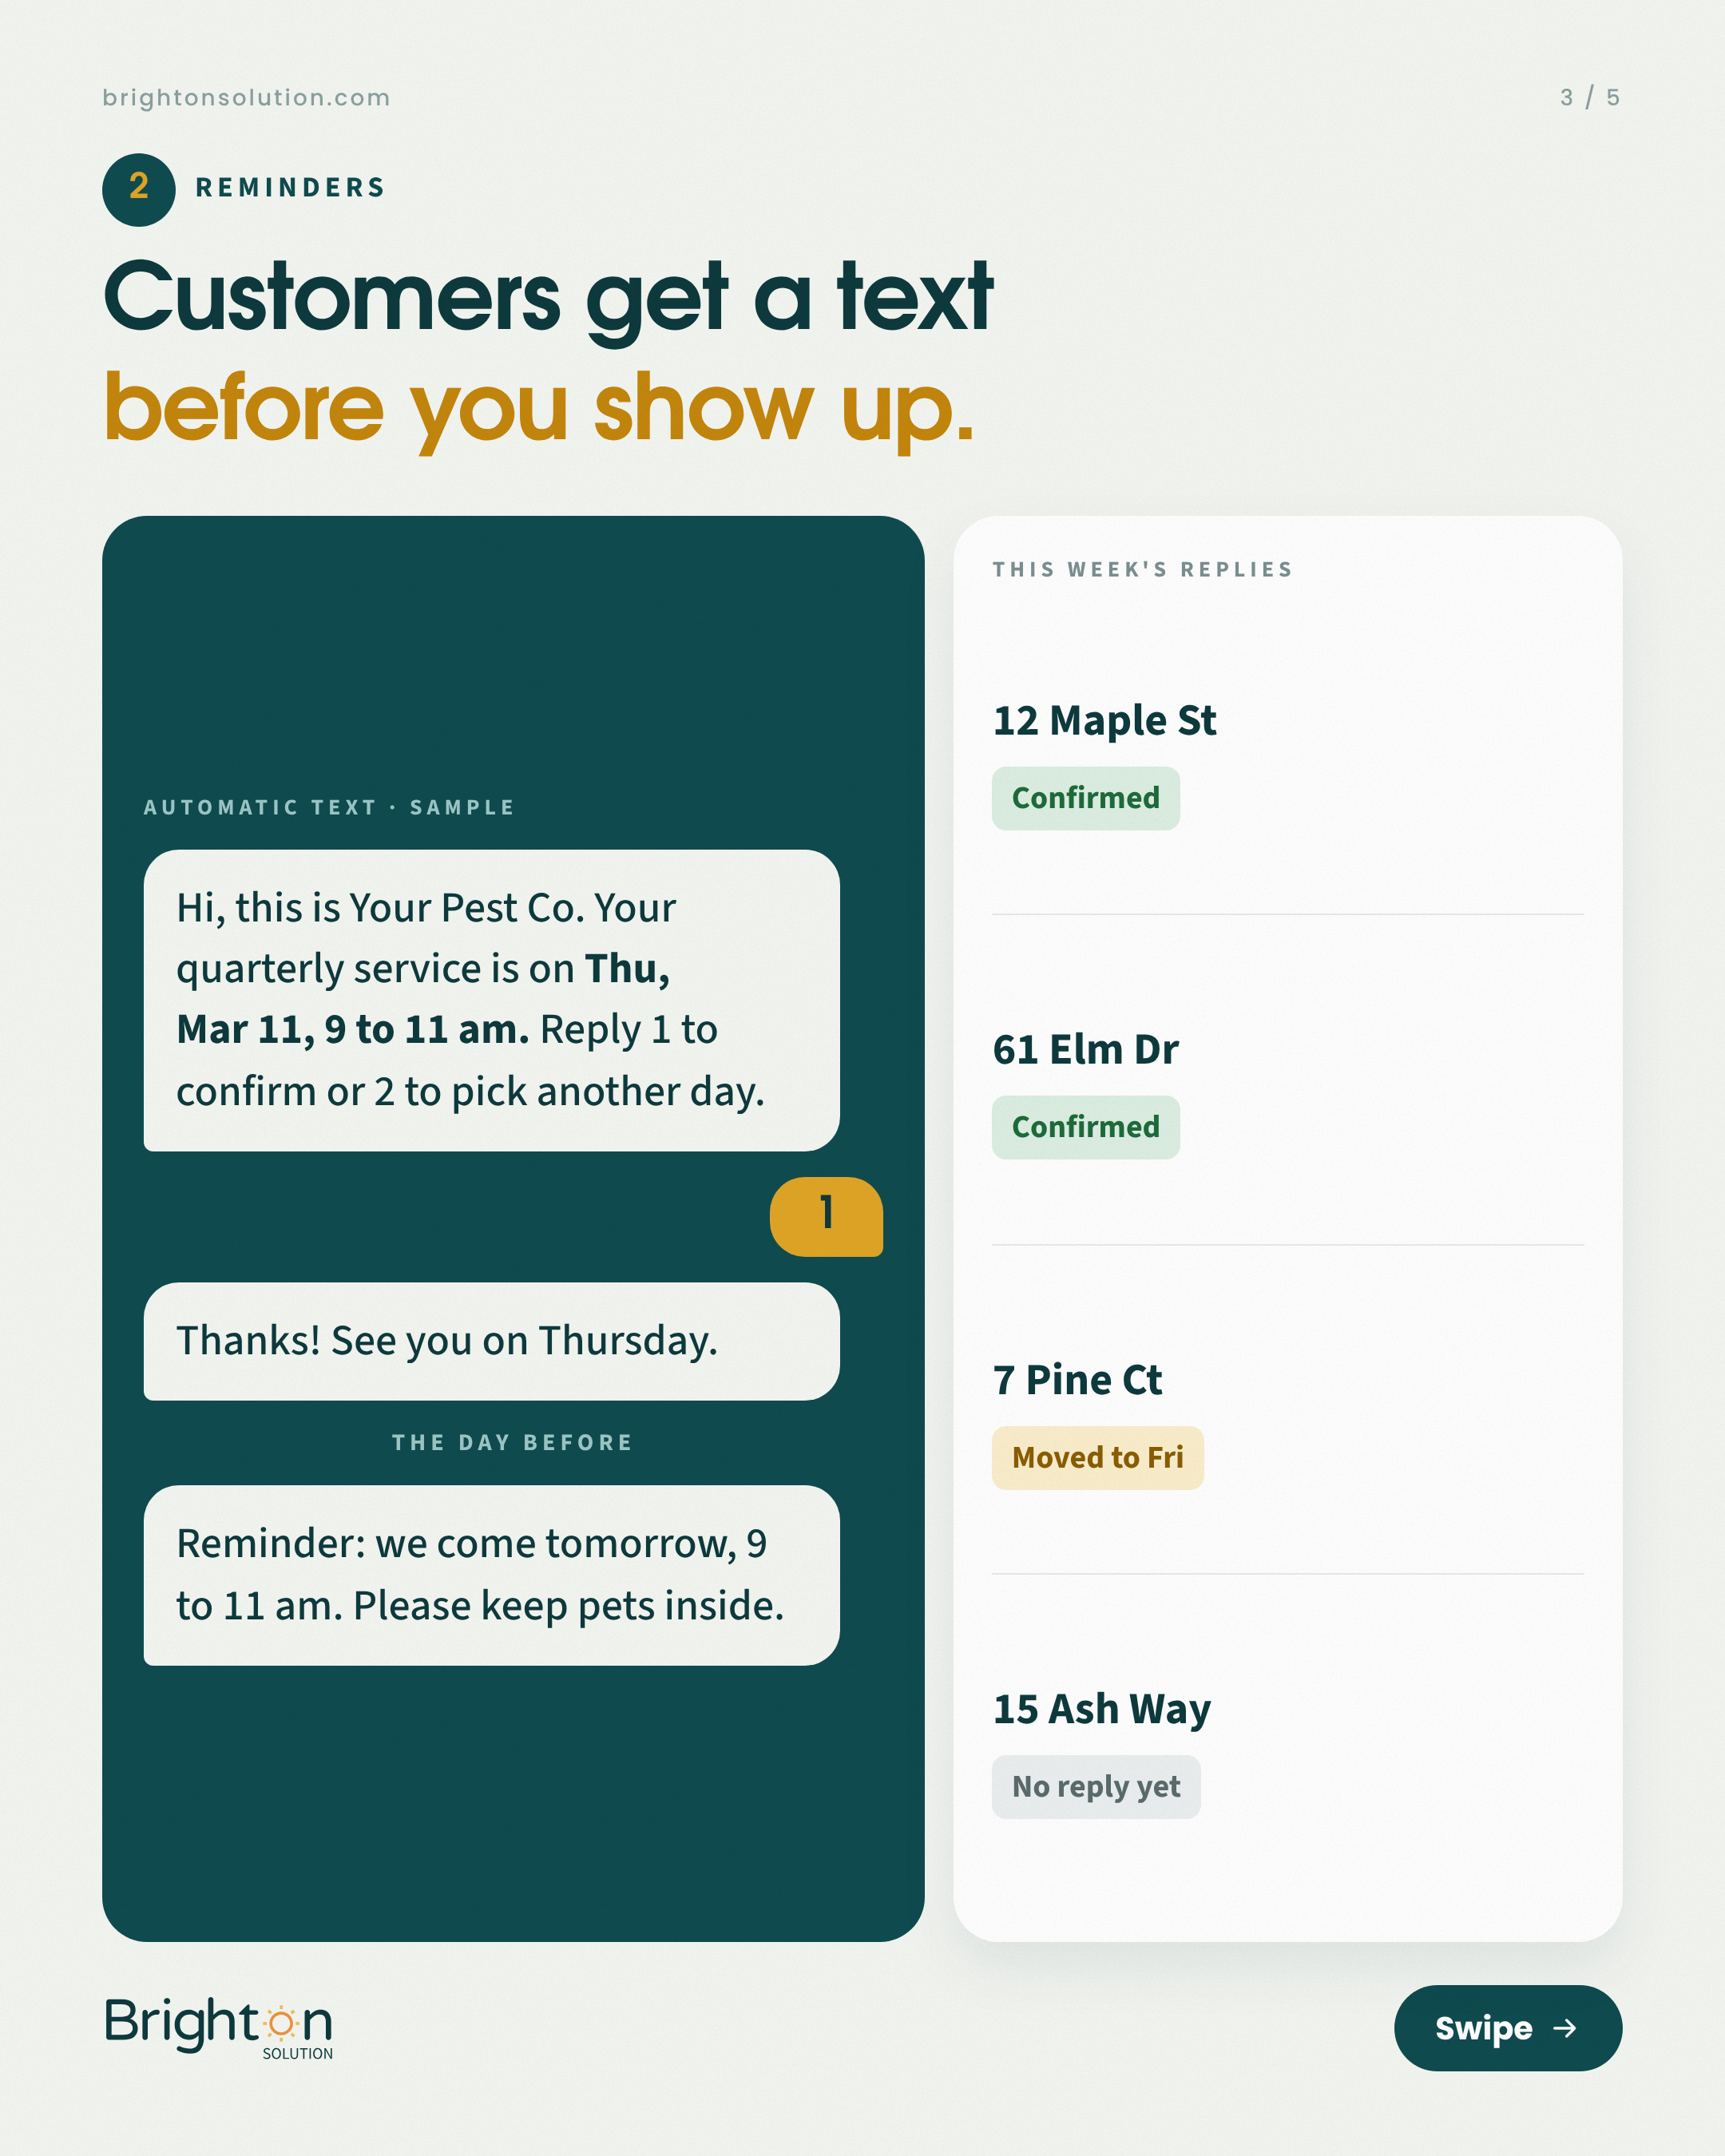 brightonsolution.com
3 / 5
2
REMINDERS
Customers get a text
before you show up.
AUTOMATIC TEXT · SAMPLE
Hi, this is Your Pest Co. Your
quarterly service is on Thu,
Mar 11, 9 to 11 am. Reply 1 to
confirm or 2 to pick another day.
1
Thanks! See you on Thursday.
THE DAY BEFORE
Reminder: we come tomorrow, 9
to 11 am. Please keep pets inside.
THIS WEEK'S REPLIES
12 Maple St
Confirmed
61 Elm Dr
Confirmed
7 Pine Ct
Moved to Fri
15 Ash Way
No reply yet
Brighton
SOLUTION
Swipe →